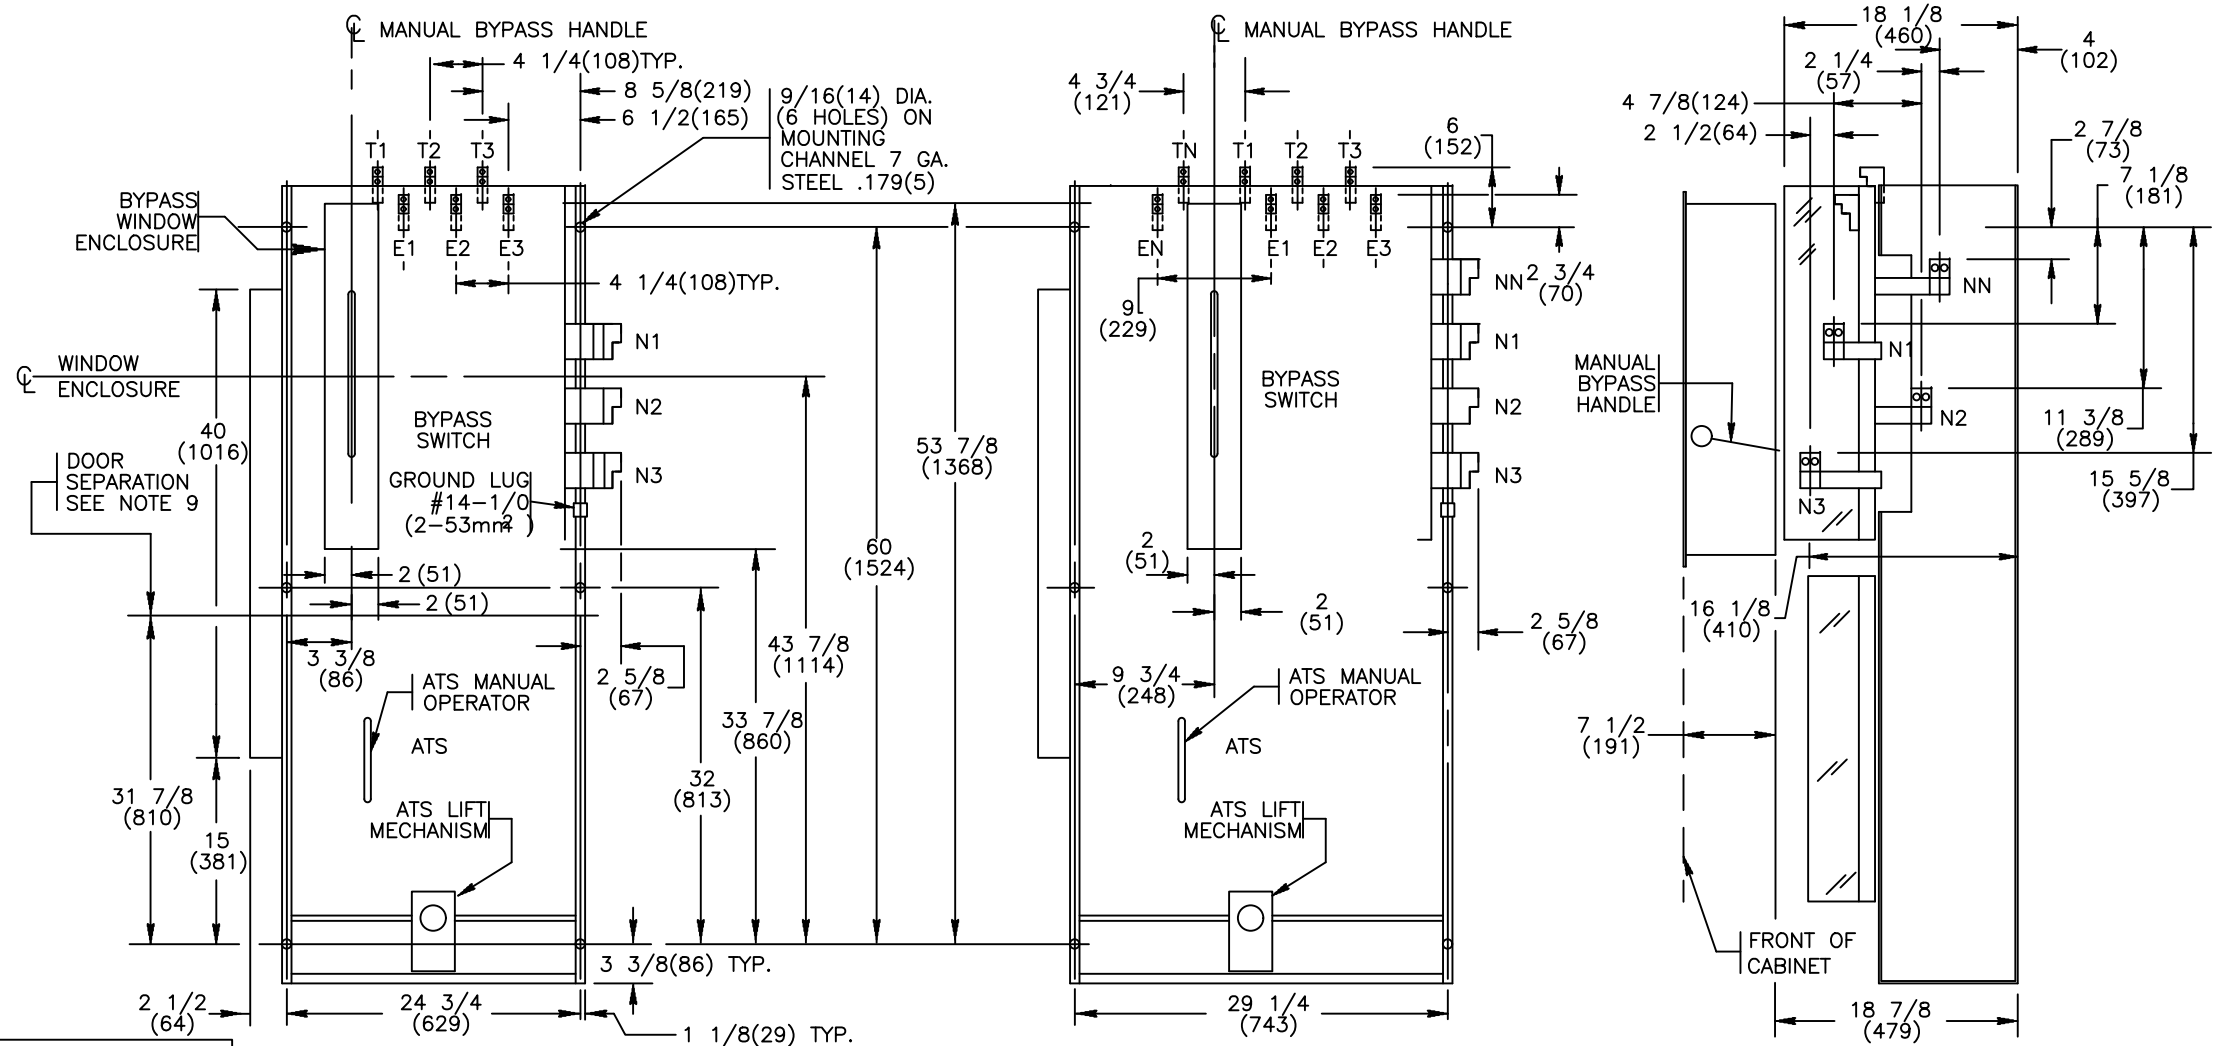 ℄ MANUAL BYPASS HANDLE
4 1/4(108)TYP.
8 5/8(219)
6 1/2(165)
9/16(14) DIA.
(6 HOLES) ON
MOUNTING
CHANNEL 7 GA.
STEEL .179(5)
T1
T2
T3
BYPASS
WINDOW
ENCLOSURE
E1
E2
E3
4 1/4(108)TYP.
N1
N2
N3
℄ WINDOW
ENCLOSURE
BYPASS
SWITCH
40
(1016)
DOOR
SEPARATION
SEE NOTE 9
GROUND LUG
#14-1/0
(2-53mm2)
2 (51)
2 (51)
3 3/8
(86)
2 5/8
(67)
ATS MANUAL
OPERATOR
ATS
ATS LIFT
MECHANISM
31 7/8
(810)
15
(381)
32
(813)
33 7/8
(860)
43 7/8
(1114)
60
(1524)
53 7/8
(1368)
3 3/8(86) TYP.
2 1/2
(64)
24 3/4
(629)
1 1/8(29) TYP.
℄ MANUAL BYPASS HANDLE
4 3/4
(121)
6
(152)
TN
T1
T2
T3
EN
E1
E2
E3
9
(229)
NN
2 3/4
(70)
N1
N2
N3
BYPASS
SWITCH
2
(51)
2
(51)
2 5/8
(67)
9 3/4
(248)
ATS MANUAL
OPERATOR
ATS
ATS LIFT
MECHANISM
29 1/4
(743)
18 1/8
(460)
4
(102)
2 1/4
(57)
4 7/8(124)
2 1/2(64)
2 7/8
(73)
7 1/8
(181)
NN
N1
N2
N3
MANUAL
BYPASS
HANDLE
11 3/8
(289)
15 5/8
(397)
16 1/8
(410)
7 1/2
(191)
FRONT OF
CABINET
18 7/8
(479)